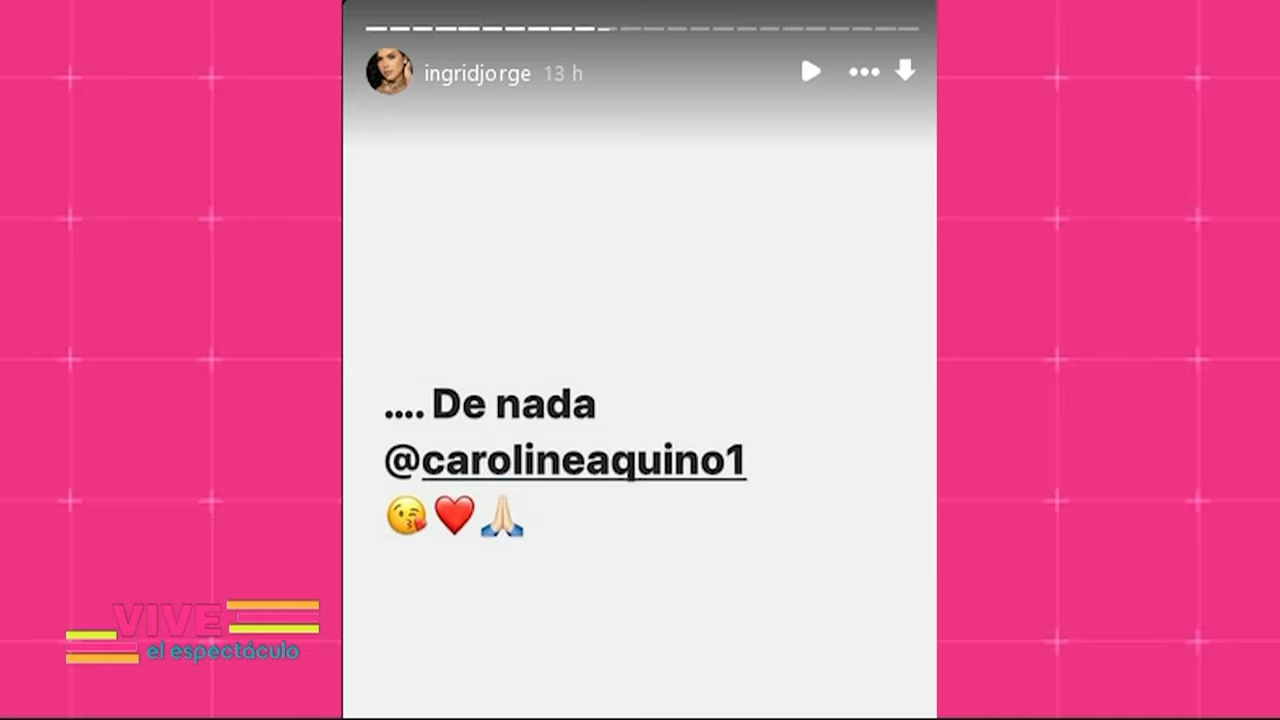 ingridjorge 13 h
.... De nada
@carolineaquino1
😘❤️🙏🏻
VIVE
el espectáculo